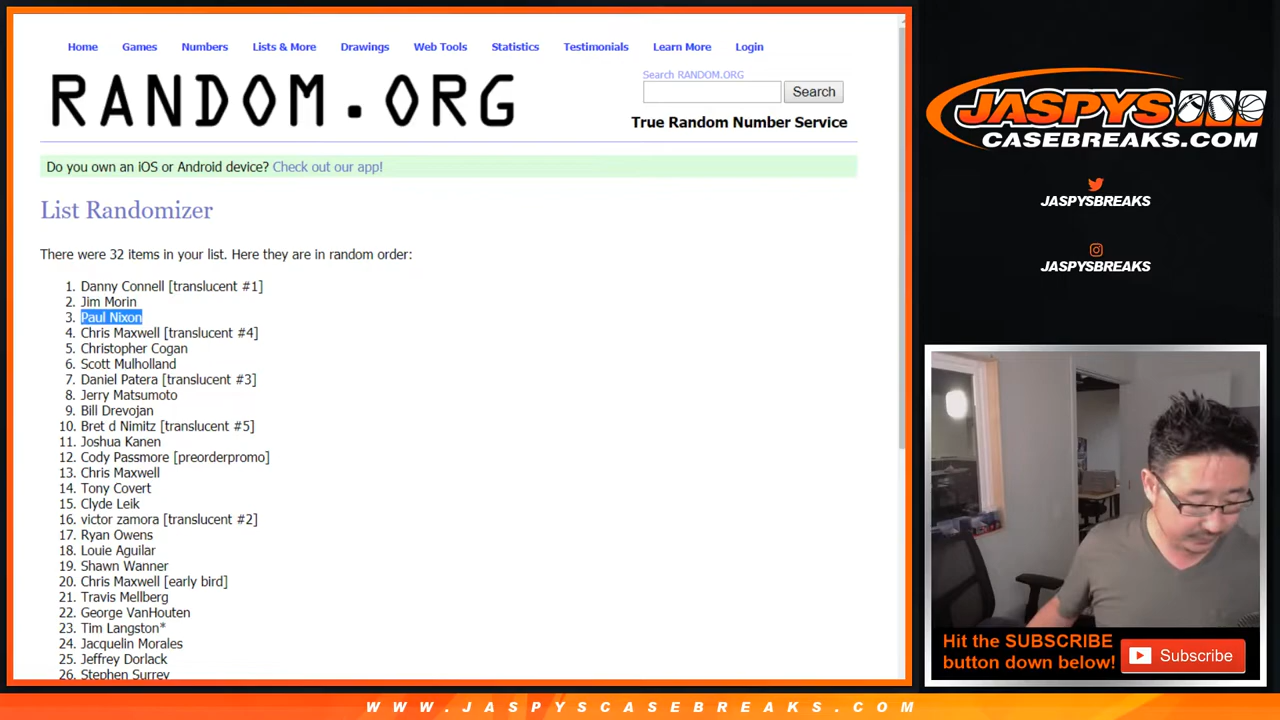 Home Games Numbers Lists & More Drawings Web Tools Statistics Testimonials Learn More Login
RANDOM.ORG
Search RANDOM.ORG
Search
True Random Number Service
Do you own an iOS or Android device? Check out our app!
List Randomizer
There were 32 items in your list. Here they are in random order:
1. Danny Connell [translucent #1]
2. Jim Morin
3. Paul Nixon
4. Chris Maxwell [translucent #4]
5. Christopher Cogan
6. Scott Mulholland
7. Daniel Patera [translucent #3]
8. Jerry Matsumoto
9. Bill Drevojan
10. Bret d Nimitz [translucent #5]
11. Joshua Kanen
12. Cody Passmore [preorderpromo]
13. Chris Maxwell
14. Tony Covert
15. Clyde Leik
16. victor zamora [translucent #2]
17. Ryan Owens
18. Louie Aguilar
19. Shawn Wanner
20. Chris Maxwell [early bird]
21. Travis Mellberg
22. George VanHouten
23. Tim Langston*
24. Jacquelin Morales
25. Jeffrey Dorlack
26. Stephen Surrey
JASPYS
CASEBREAKS.COM
JASPYSBREAKS
JASPYSBREAKS
Hit the SUBSCRIBE
button down below!
Subscribe
WWW.JASPYSCASEBREAKS.COM